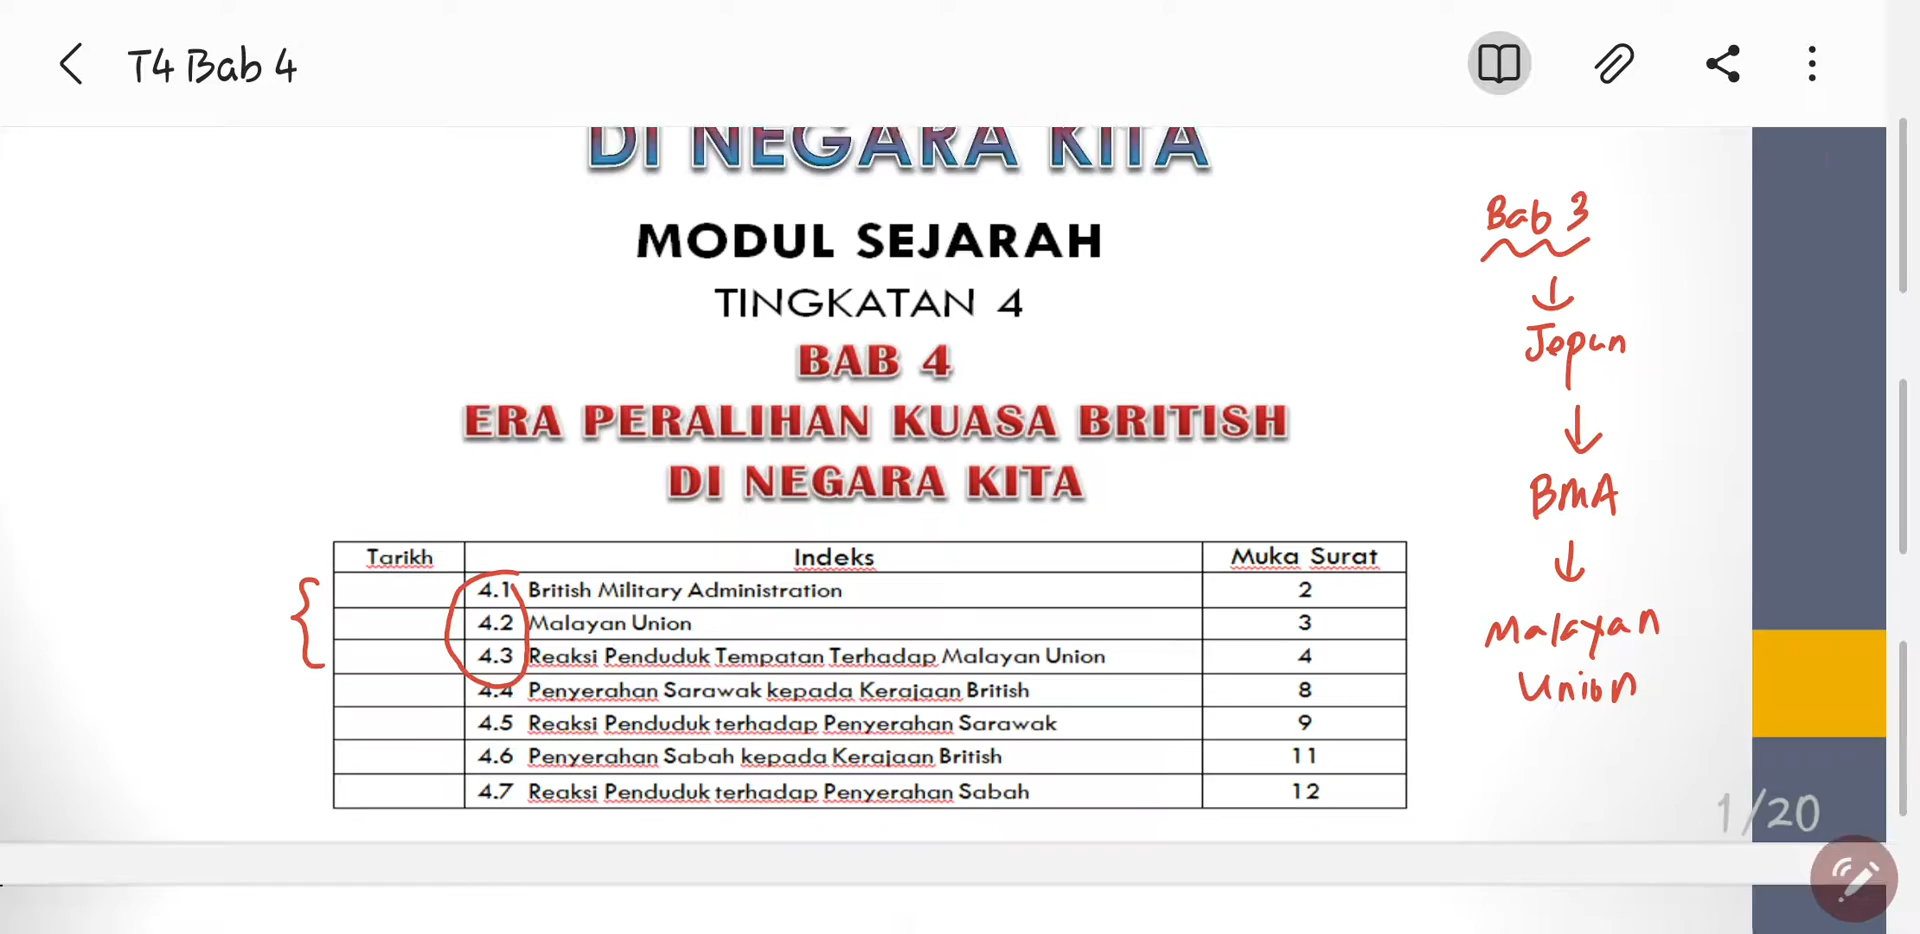 T4 Bab 4
DI NEGARA KITA
MODUL SEJARAH
TINGKATAN 4
BAB 4
ERA PERALIHAN KUASA BRITISH
DI NEGARA KITA
Tarikh Indeks Muka Surat
4.1 British Military Administration 2
4.2 Malayan Union 3
4.3 Reaksi Penduduk Tempatan Terhadap Malayan Union 4
4.4 Penyerahan Sarawak kepada Kerajaan British 8
4.5 Reaksi Penduduk terhadap Penyerahan Sarawak 9
4.6 Penyerahan Sabah kepada Kerajaan British 11
4.7 Reaksi Penduduk terhadap Penyerahan Sabah 12
Bab 3
Jepun
BMA
Malayan
Union
1/20